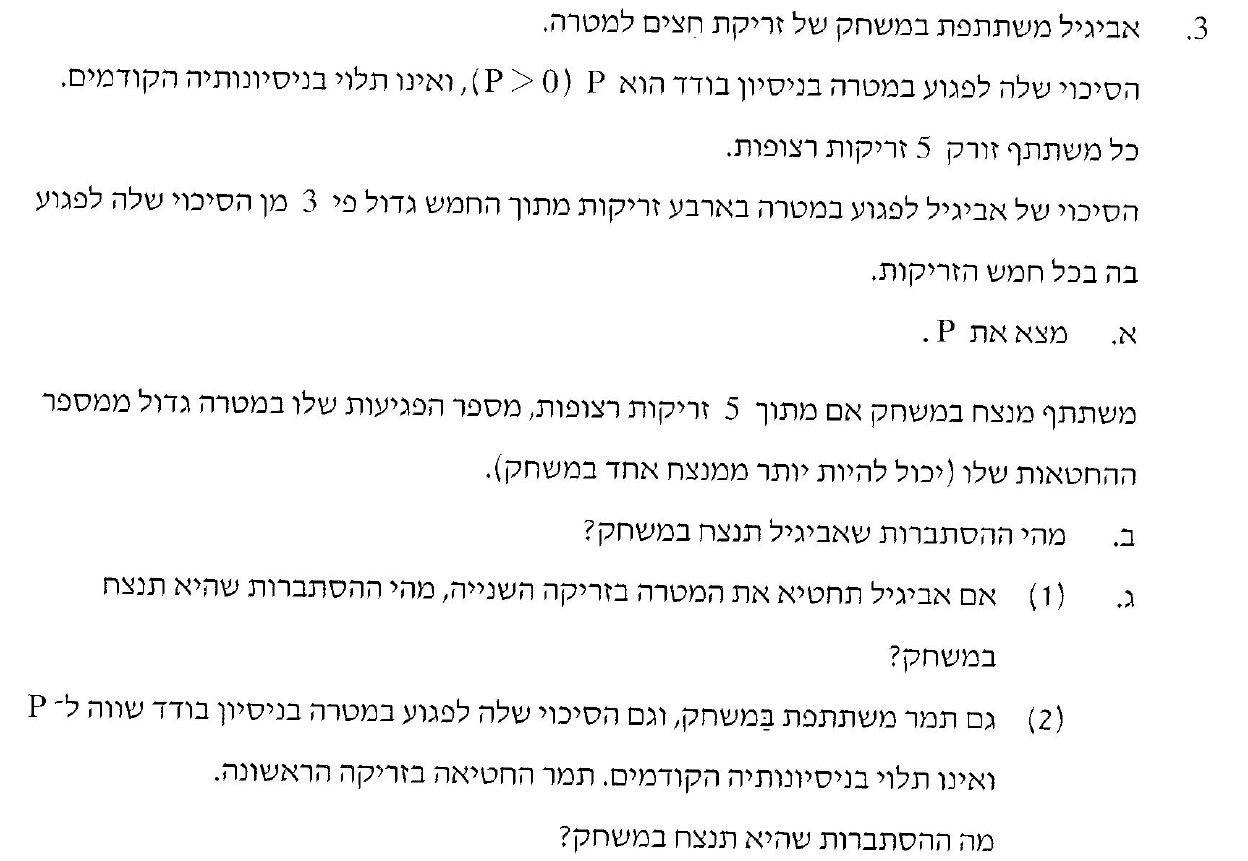 3. אביגיל משתתפת במשחק של זריקת חִצים למטרה.
הסיכוי שלה לפגוע במטרה בניסיון בודד הוא P (P > 0), ואינו תלוי בניסיונותיה הקודמים.
כל משתתף זורק 5 זריקות רצופות.
הסיכוי של אביגיל לפגוע במטרה בארבע זריקות מתוך החמש גדול פי 3 מן הסיכוי שלה לפגוע
בה בכל חמש הזריקות.
א. מצא את P.
משתתף מנצח במשחק אם מתוך 5 זריקות רצופות, מספר הפגיעות שלו במטרה גדול ממספר
ההחטאות שלו (יכול להיות יותר ממנצח אחד במשחק).
ב. מהי ההסתברות שאביגיל תנצח במשחק?
ג. (1) אם אביגיל תחטיא את המטרה בזריקה השנייה, מהי ההסתברות שהיא תנצח
במשחק?
(2) גם תמר משתתפת בַּמשחק, וגם הסיכוי שלה לפגוע במטרה בניסיון בודד שווה ל־ P
ואינו תלוי בניסיונותיה הקודמים. תמר החטיאה בזריקה הראשונה.
מה ההסתברות שהיא תנצח במשחק?